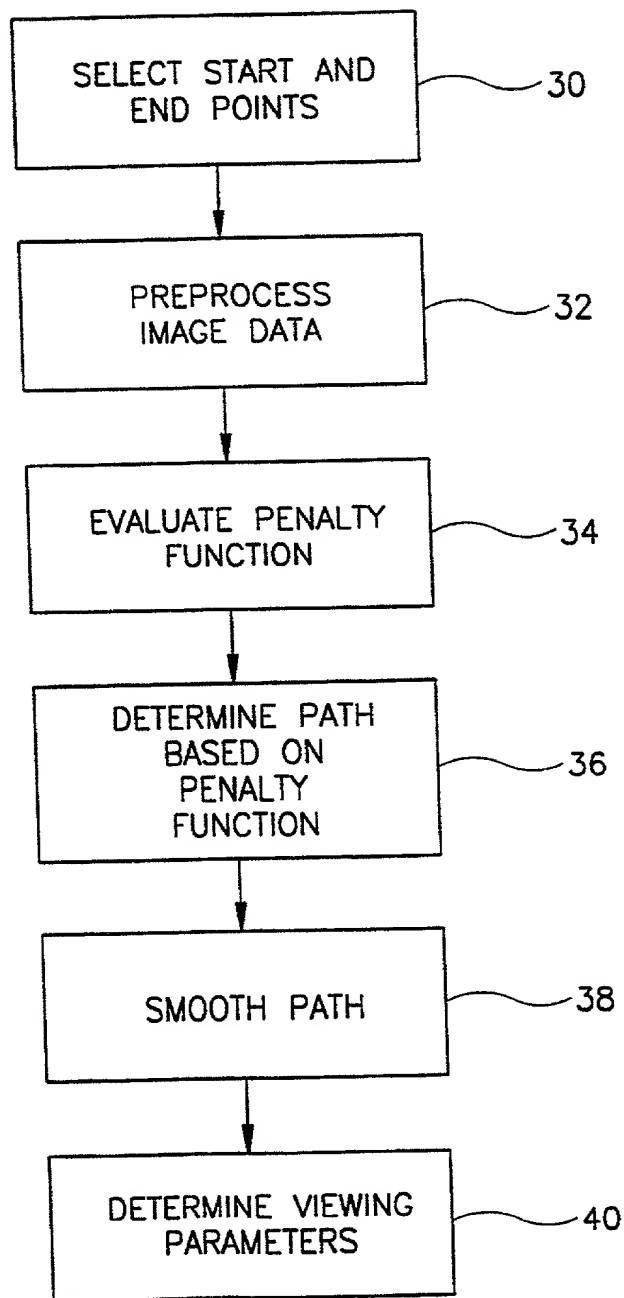 SELECT START AND
END POINTS
30
PREPROCESS
IMAGE DATA
32
EVALUATE PENALTY
FUNCTION
34
DETERMINE PATH
BASED ON
PENALTY
FUNCTION
36
SMOOTH PATH
38
DETERMINE VIEWING
PARAMETERS
40